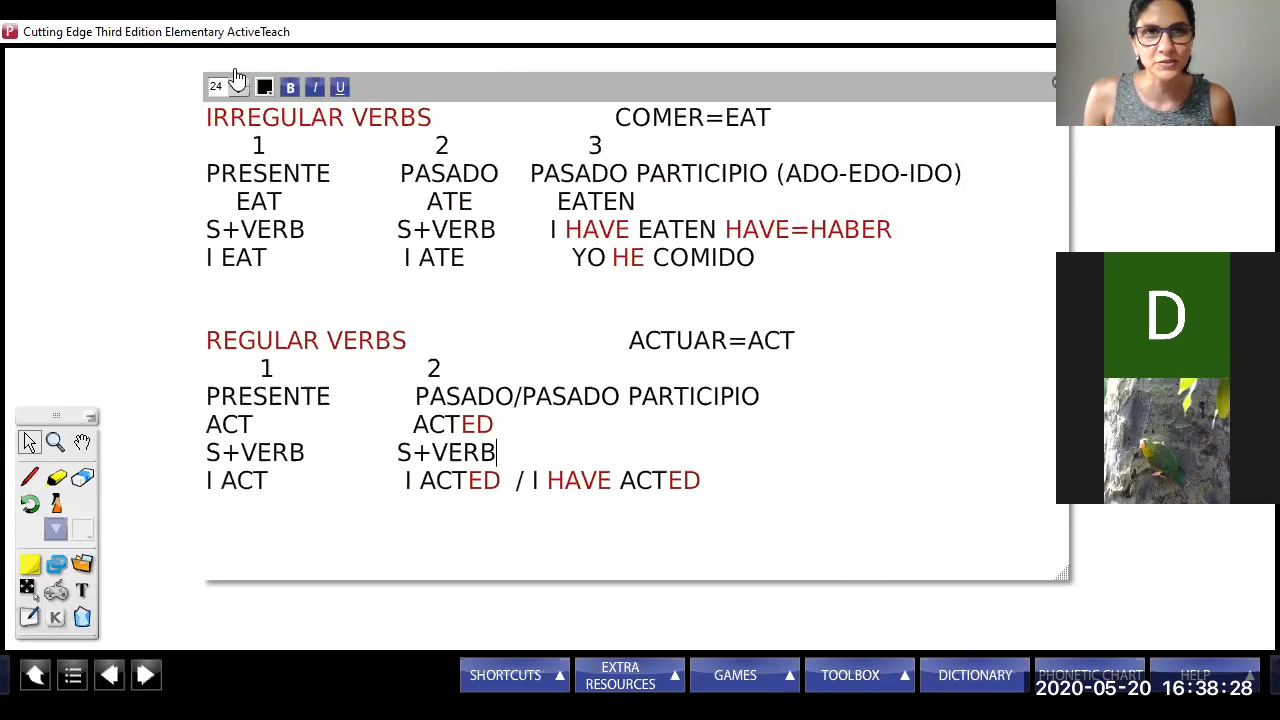 Cutting Edge Third Edition Elementary ActiveTeach
24 B I U
IRREGULAR VERBS COMER=EAT
1 2 3
PRESENTE PASADO PASADO PARTICIPIO (ADO-EDO-IDO)
EAT ATE EATEN
S+VERB S+VERB I HAVE EATEN HAVE=HABER
I EAT I ATE YO HE COMIDO
REGULAR VERBS ACTUAR=ACT
1 2
PRESENTE PASADO/PASADO PARTICIPIO
ACT ACTED
S+VERB S+VERB
I ACT I ACTED / I HAVE ACTED
D
T
K
SHORTCUTS EXTRA RESOURCES GAMES TOOLBOX DICTIONARY PHONETIC CHART HELP
2020-05-20 16:38:28